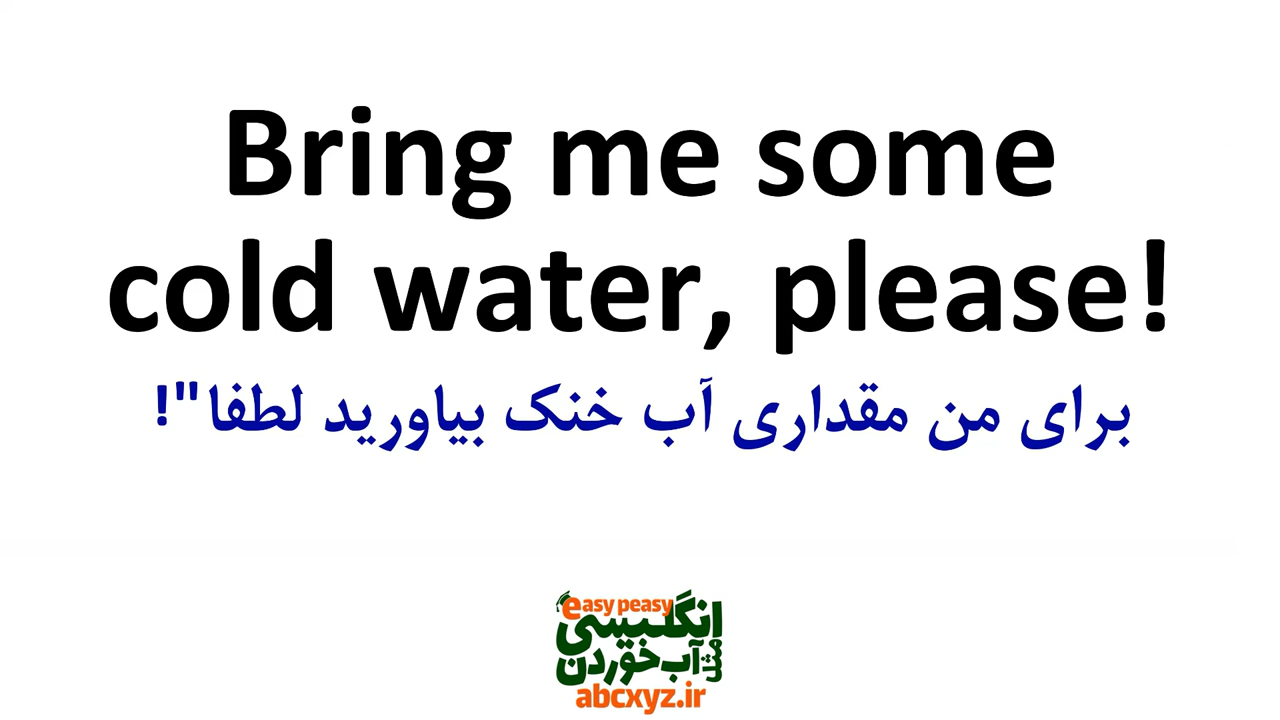 Bring me some
cold water, please!
برای من مقداری آب خنک بیاورید لطفا"!
easy peasy
انگلیسی
مثل آب خوردن
abcxyz.ir